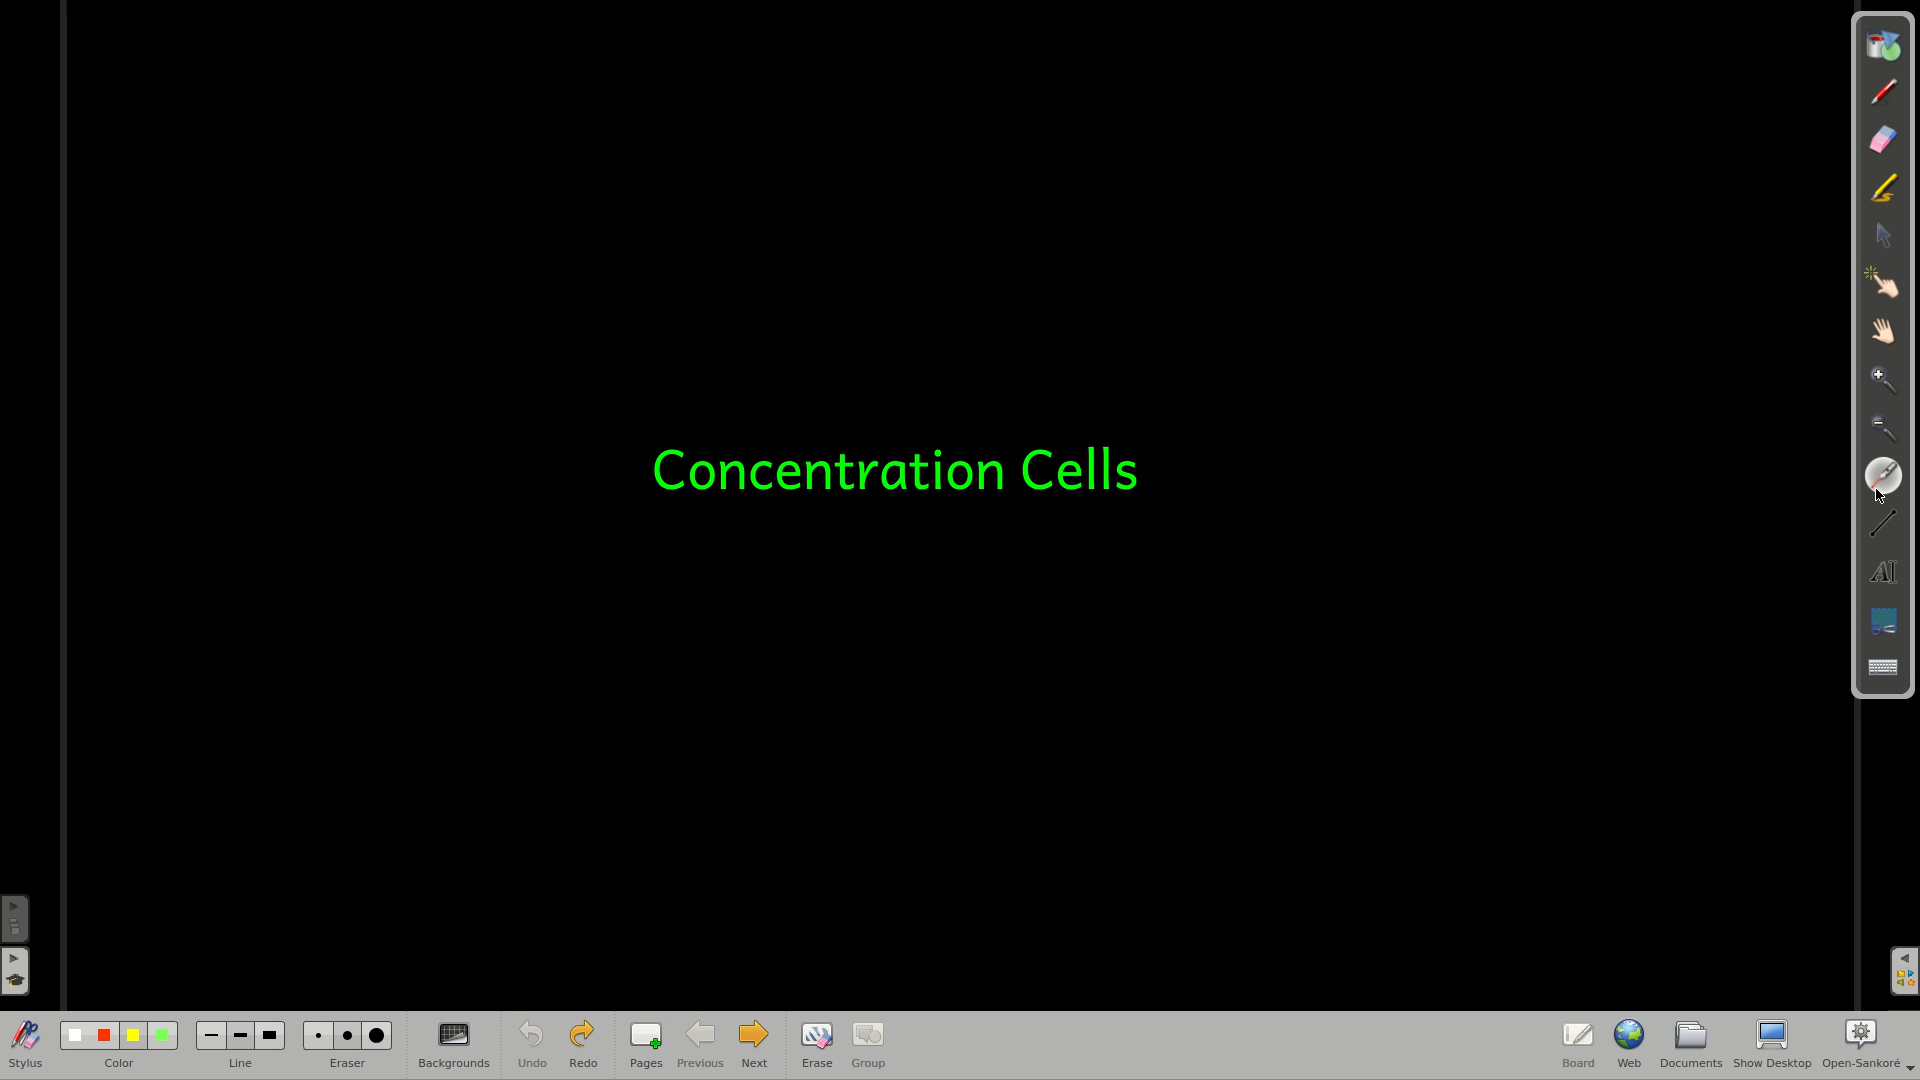 Concentration Cells
Stylus
Color
Line
Eraser
Backgrounds
Undo
Redo
Pages
Previous
Next
Erase
Group
Board
Web
Documents
Show Desktop
Open-Sankoré